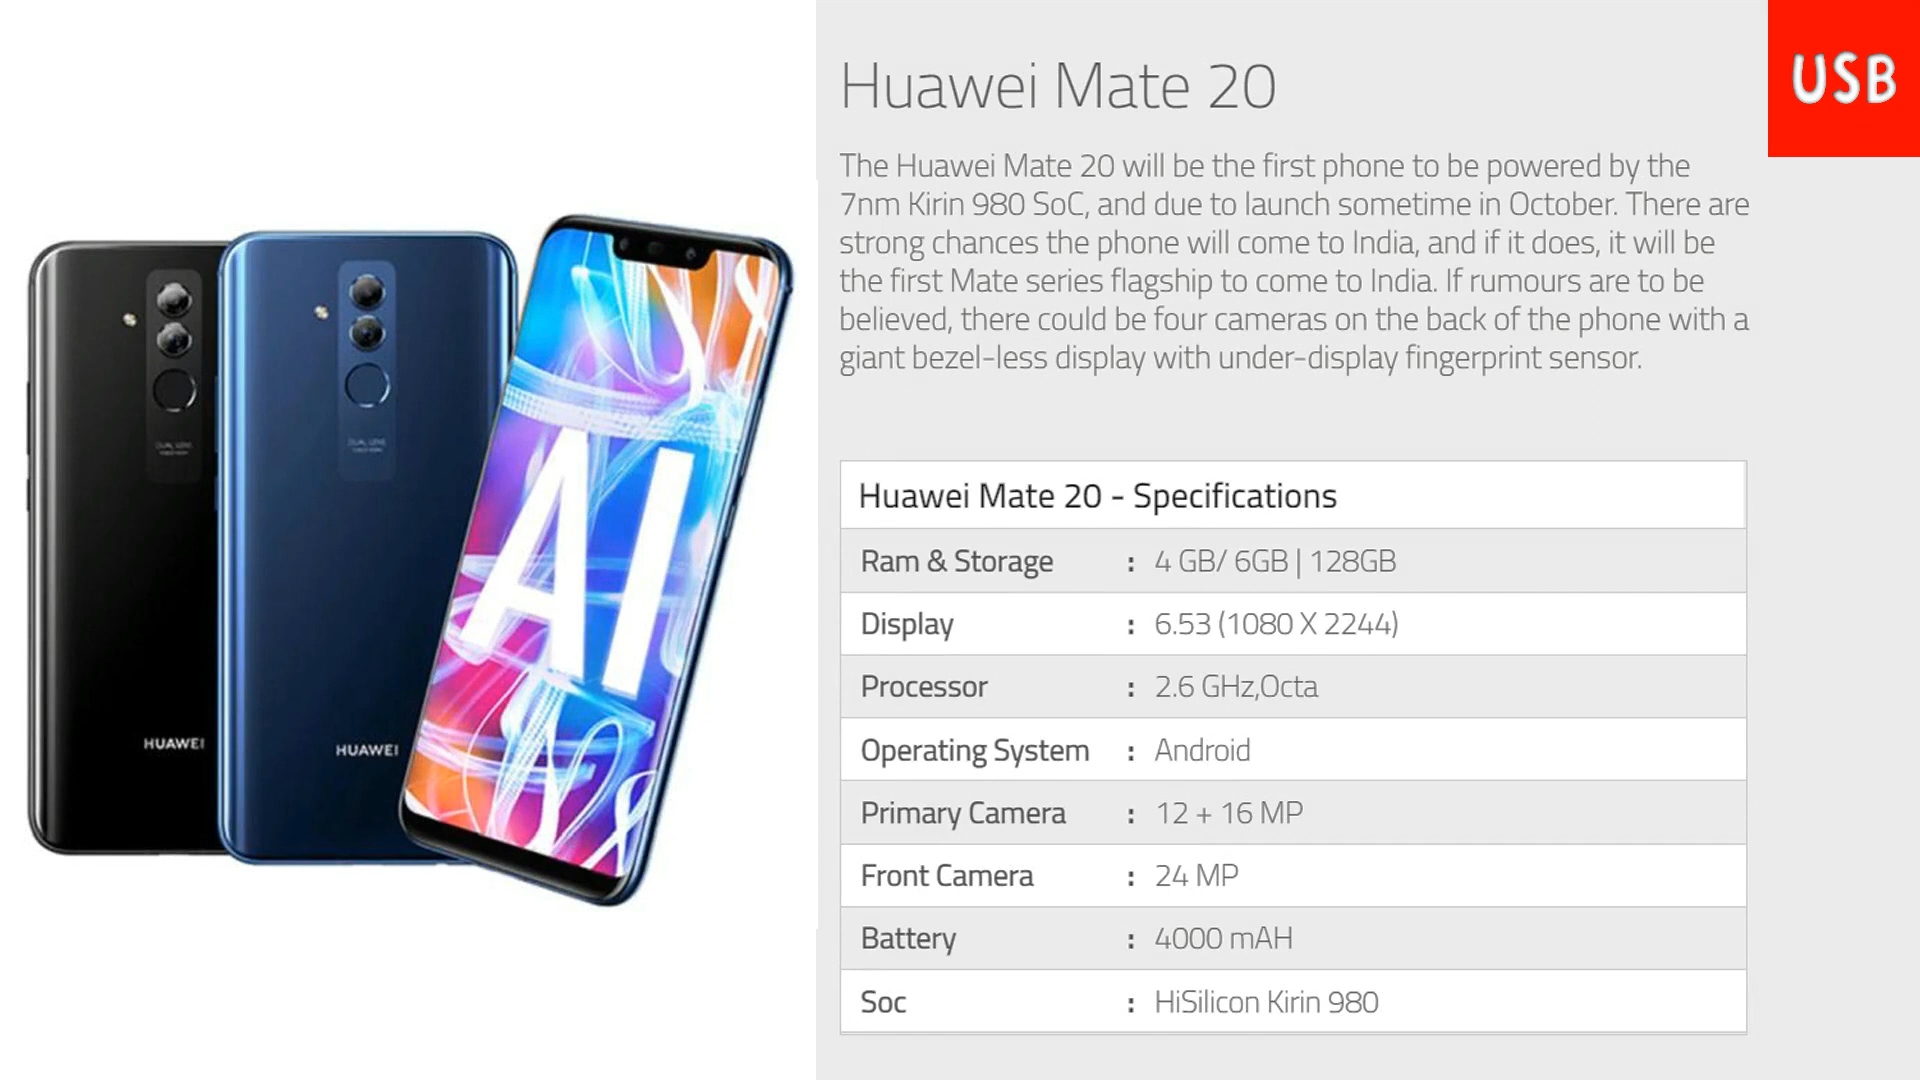 USB
Huawei Mate 20
The Huawei Mate 20 will be the first phone to be powered by the
7nm Kirin 980 SoC, and due to launch sometime in October. There are
strong chances the phone will come to India, and if it does, it will be
the first Mate series flagship to come to India. If rumours are to be
believed, there could be four cameras on the back of the phone with a
giant bezel-less display with under-display fingerprint sensor.
Huawei Mate 20 - Specifications
Ram & Storage : 4 GB/ 6GB | 128GB
Display : 6.53 (1080 X 2244)
Processor : 2.6 GHz,Octa
Operating System : Android
Primary Camera : 12 + 16 MP
Front Camera : 24 MP
Battery : 4000 mAH
Soc : HiSilicon Kirin 980
DUAL LENS
DUAL LENS
AI
HUAWEI
HUAWEI